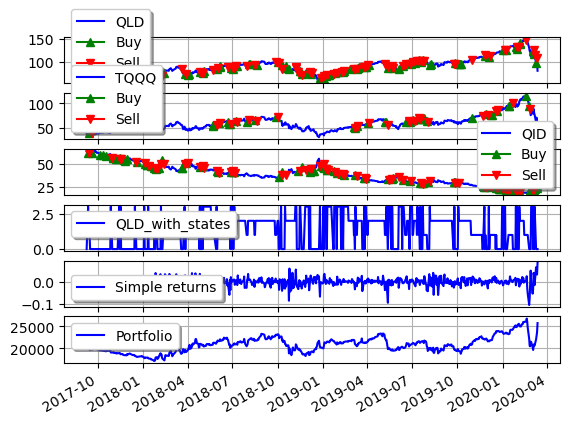 QLD
Buy
Sell
150
100
TQQQ
Buy
Sell
100
50
QID
Buy
Sell
50
25
QLD_with_states
2.5
0.0
Simple returns
0.0
−0.1
Portfolio
25000
20000
2017-10
2018-01
2018-04
2018-07
2018-10
2019-01
2019-04
2019-07
2019-10
2020-01
2020-04